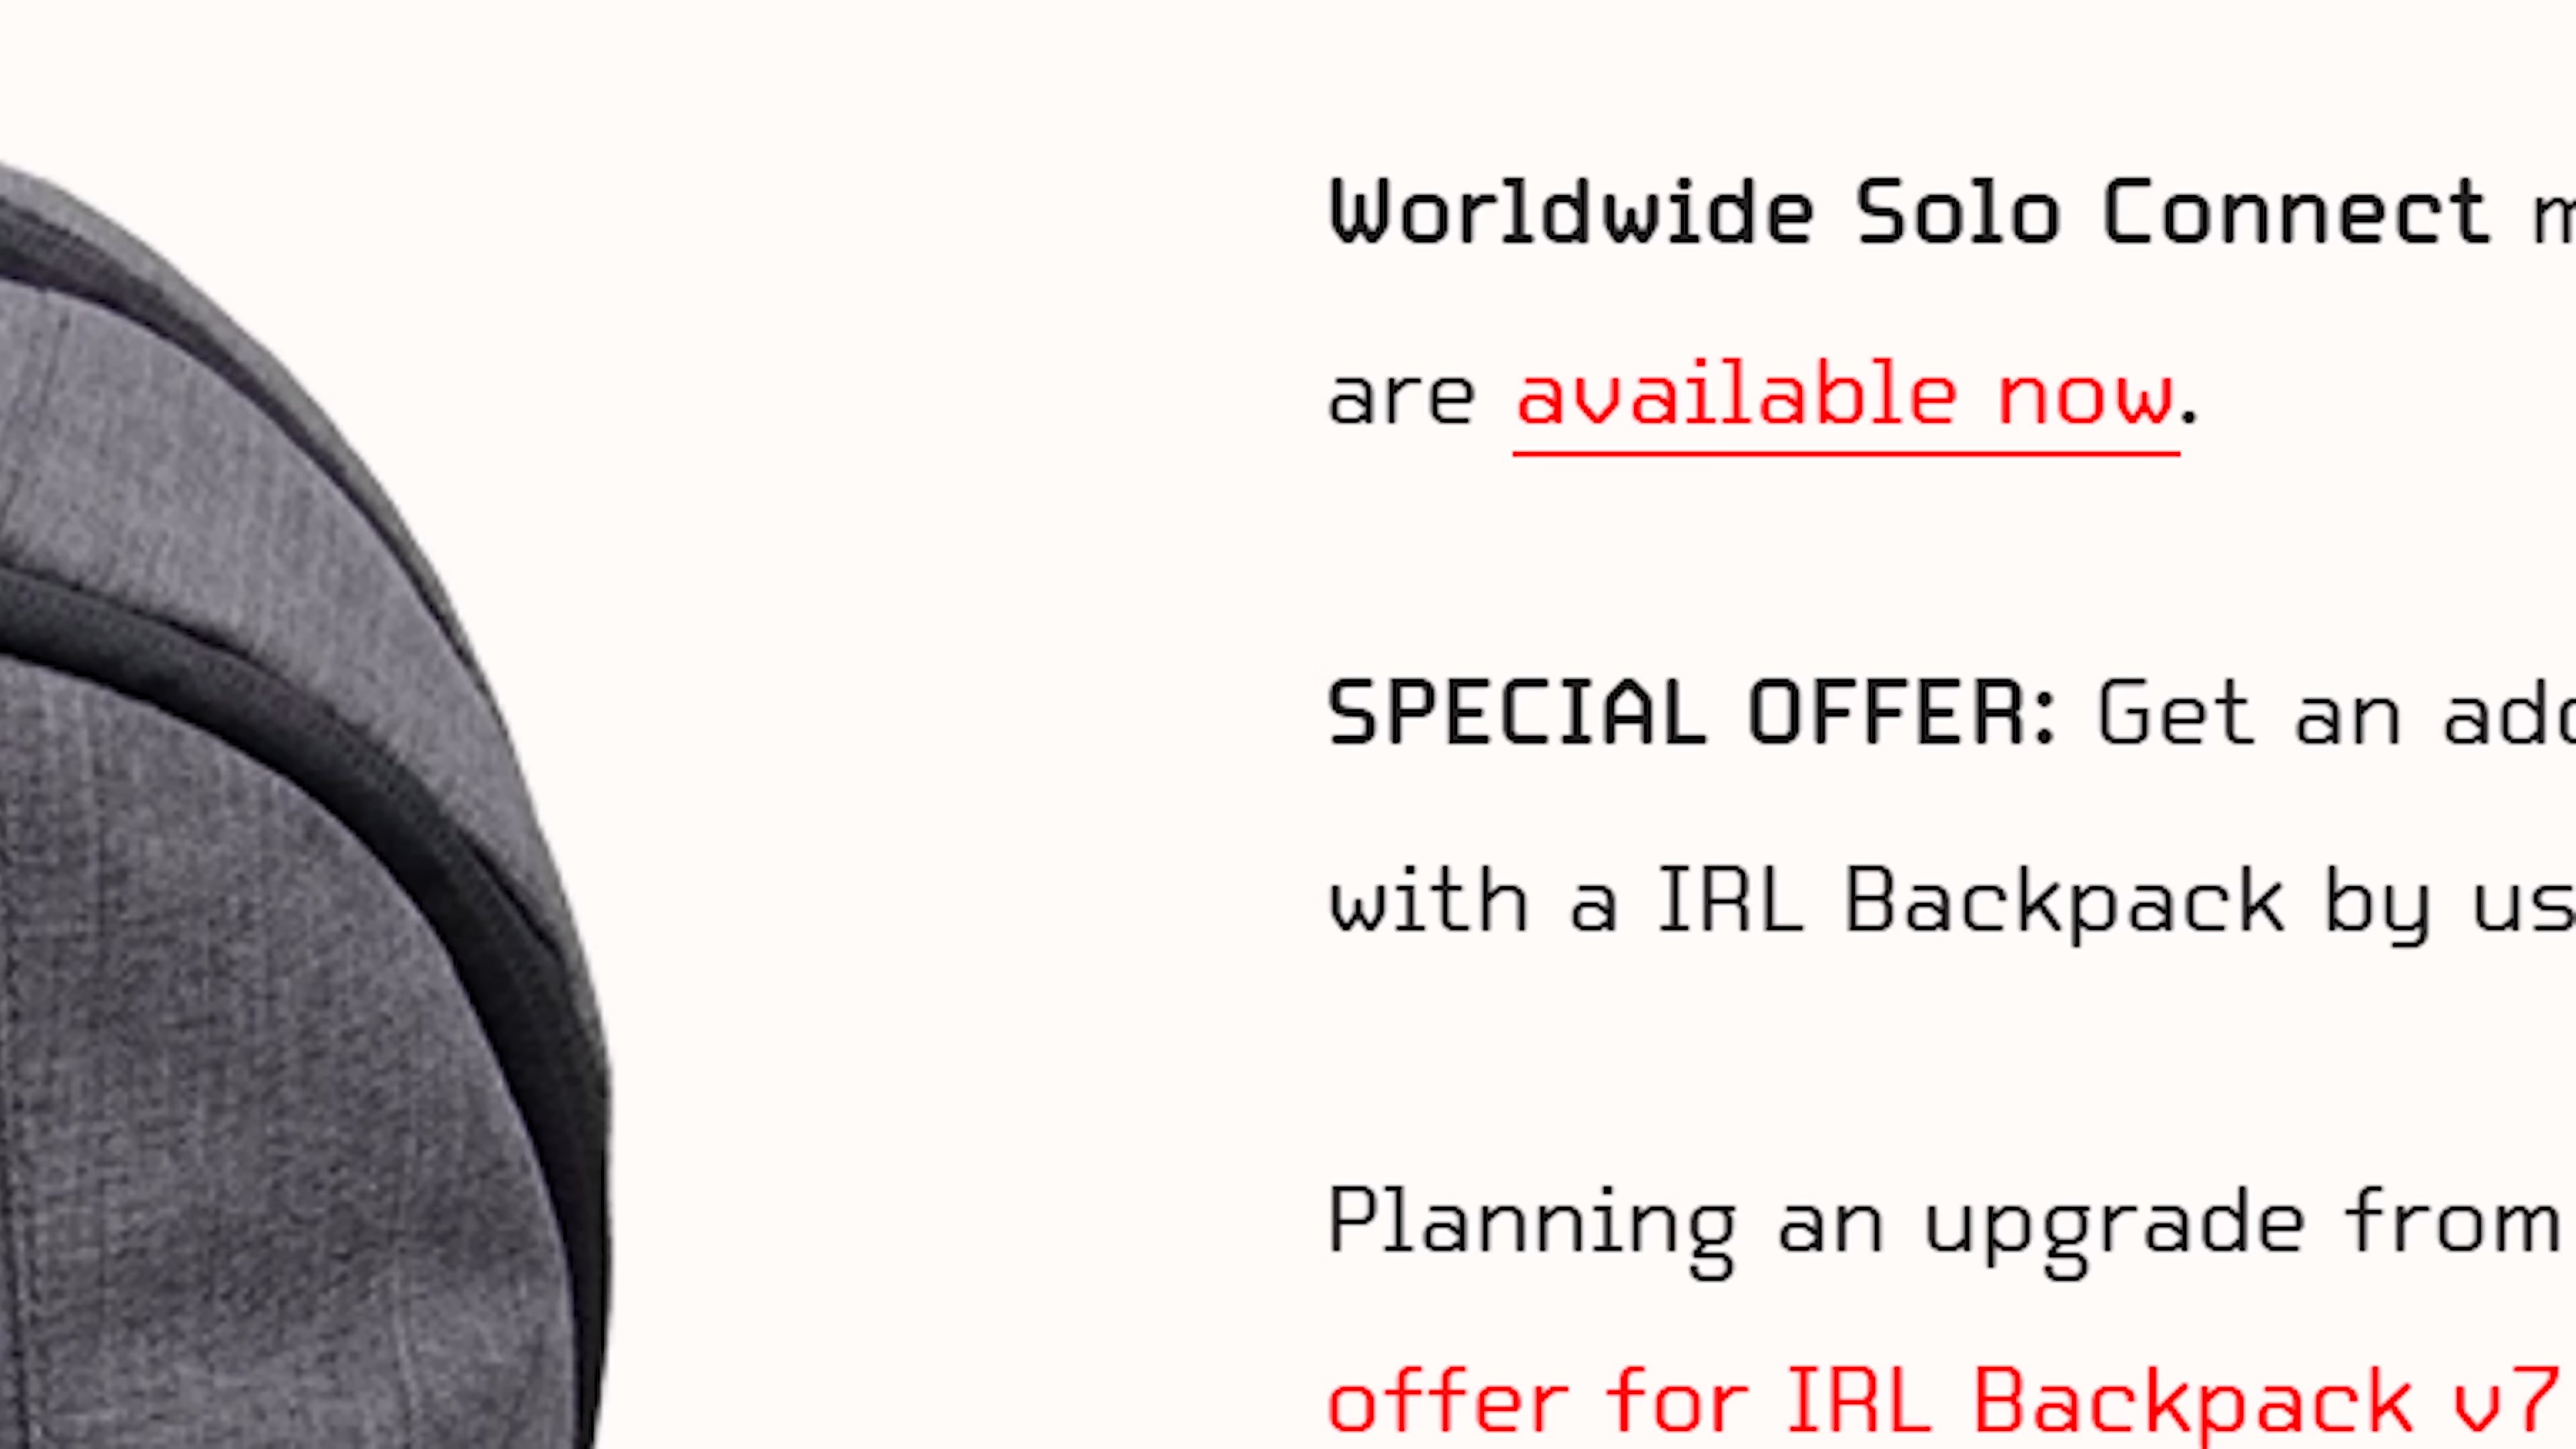 Worldwide Solo Connect
are available now.
SPECIAL OFFER: Get an
with a IRL Backpack by
Planning an upgrade from
offer for IRL Backpack v7